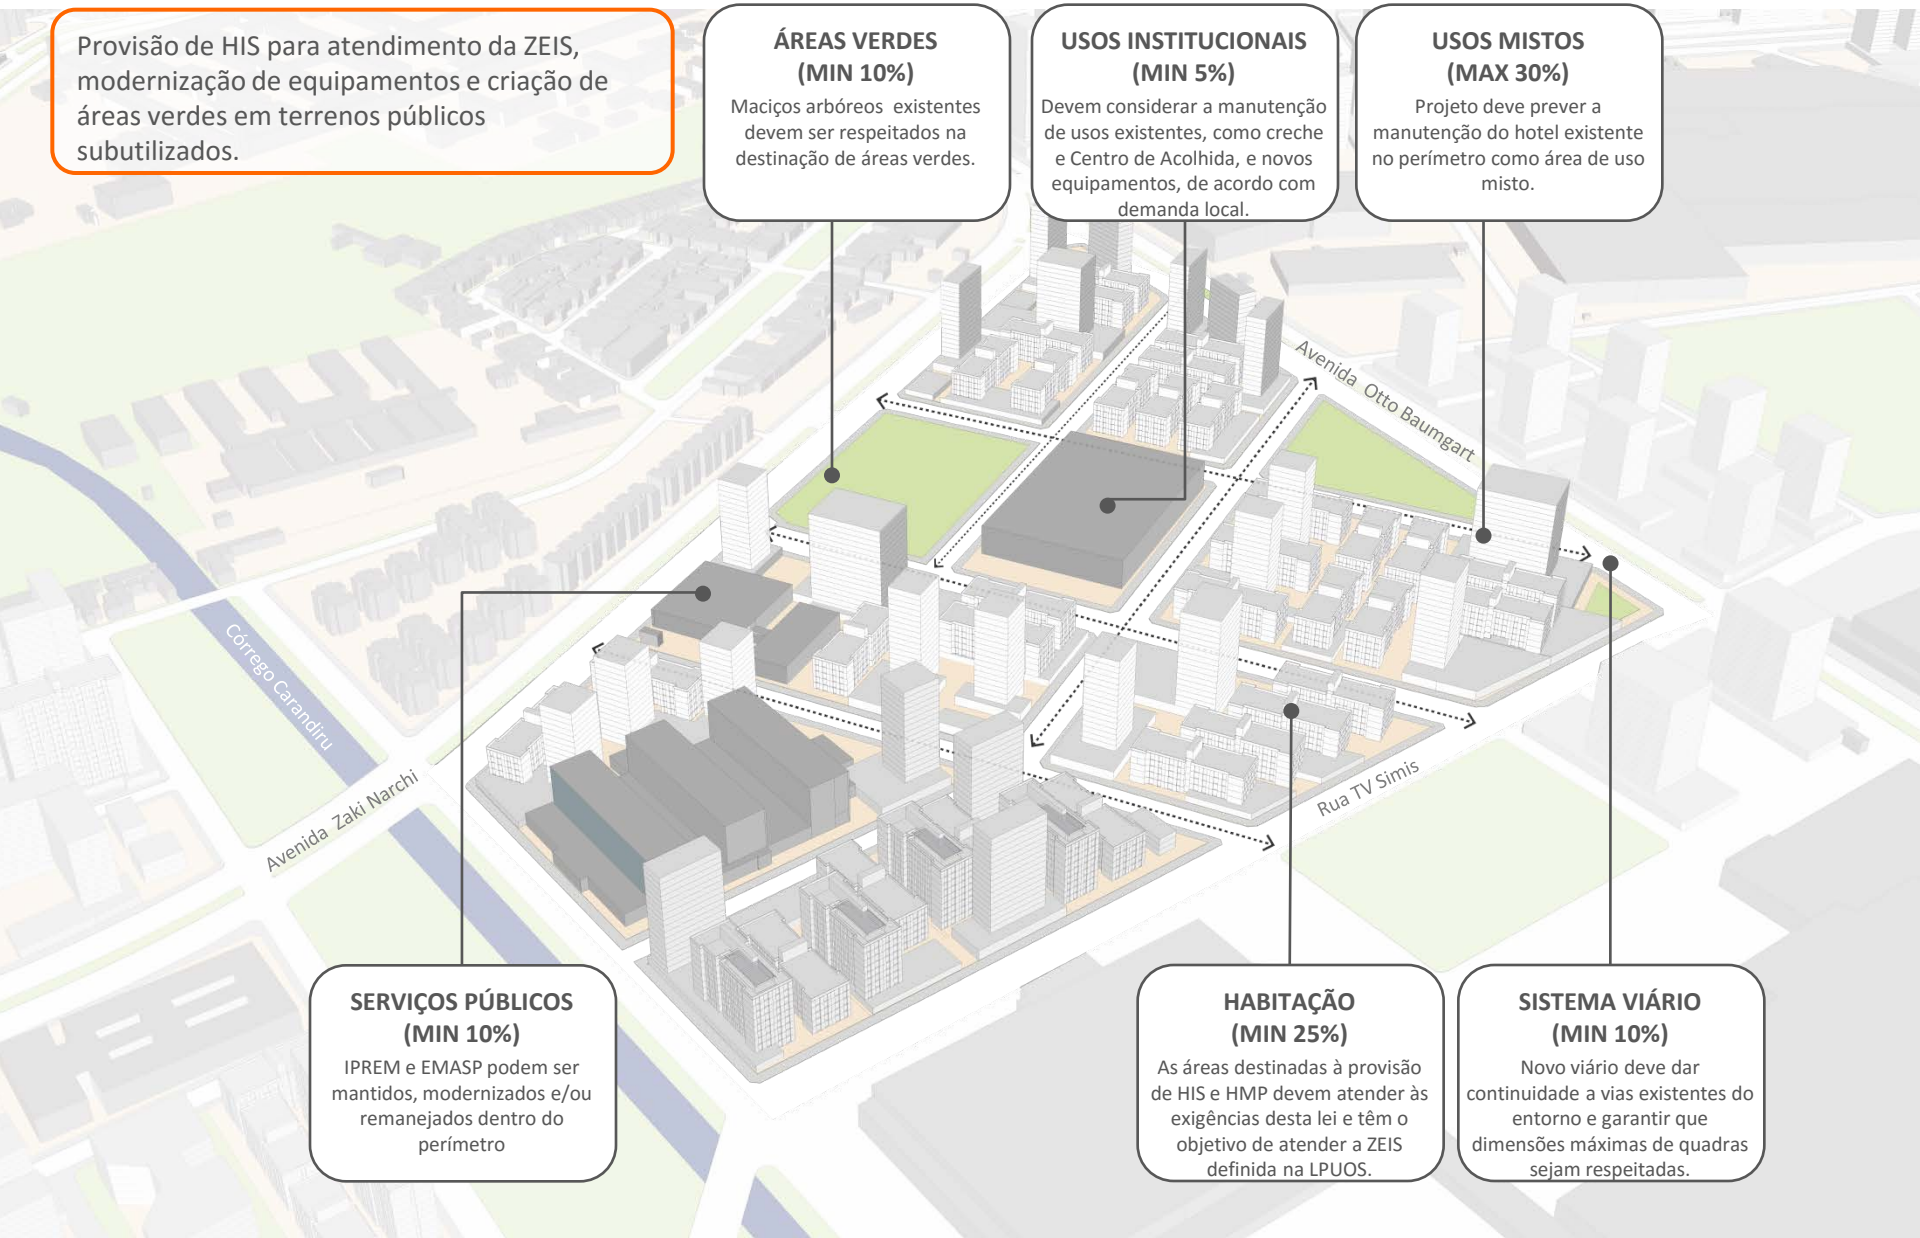 Provisão de HIS para atendimento da ZEIS,
modernização de equipamentos e criação de
áreas verdes em terrenos públicos
subutilizados.
ÁREAS VERDES
(MIN 10%)
Maciços arbóreos existentes
devem ser respeitados na
destinação de áreas verdes.
USOS INSTITUCIONAIS
(MIN 5%)
Devem considerar a manutenção
de usos existentes, como creche
e Centro de Acolhida, e novos
equipamentos, de acordo com
demanda local.
USOS MISTOS
(MAX 30%)
Projeto deve prever a
manutenção do hotel existente
no perímetro como área de uso
misto.
Avenida Otto Baumgart
Córrego Carandiru
Avenida Zaki Narchi
Rua TV Simis
SERVIÇOS PÚBLICOS
(MIN 10%)
IPREM e EMASP podem ser
mantidos, modernizados e/ou
remanejados dentro do
perímetro
HABITAÇÃO
(MIN 25%)
As áreas destinadas à provisão
de HIS e HMP devem atender às
exigências desta lei e têm o
objetivo de atender a ZEIS
definida na LPUOS.
SISTEMA VIÁRIO
(MIN 10%)
Novo viário deve dar
continuidade a vias existentes do
entorno e garantir que
dimensões máximas de quadras
sejam respeitadas.